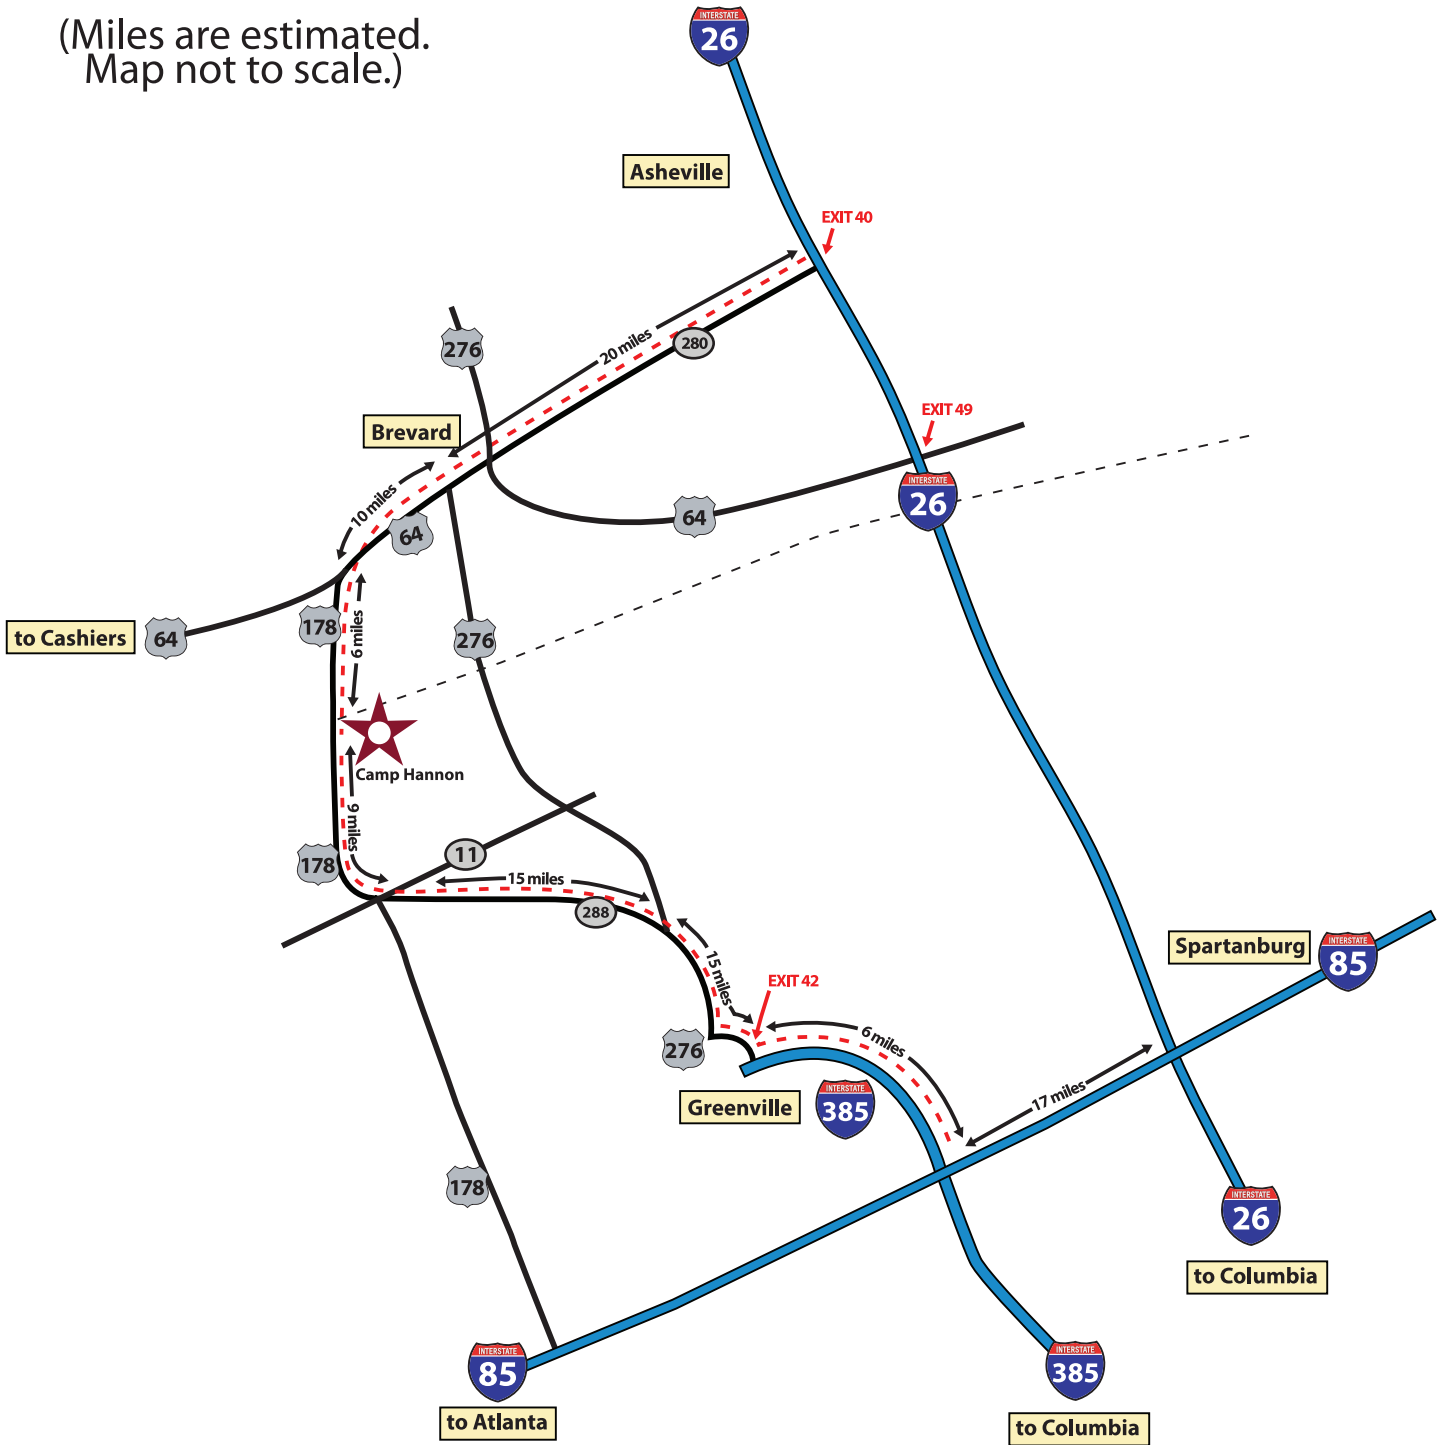 (Miles are estimated.
Map not to scale.)
INTERSTATE
26
Asheville
EXIT 40
276
20 miles
280
Brevard
EXIT 49
10 miles
64
64
INTERSTATE
26
to Cashiers
64
178
6 miles
276
Camp Hannon
9 miles
178
11
15 miles
288
15 miles
EXIT 42
Spartanburg
INTERSTATE
85
276
6 miles
17 miles
Greenville
INTERSTATE
385
178
INTERSTATE
26
to Columbia
INTERSTATE
85
to Atlanta
INTERSTATE
385
to Columbia